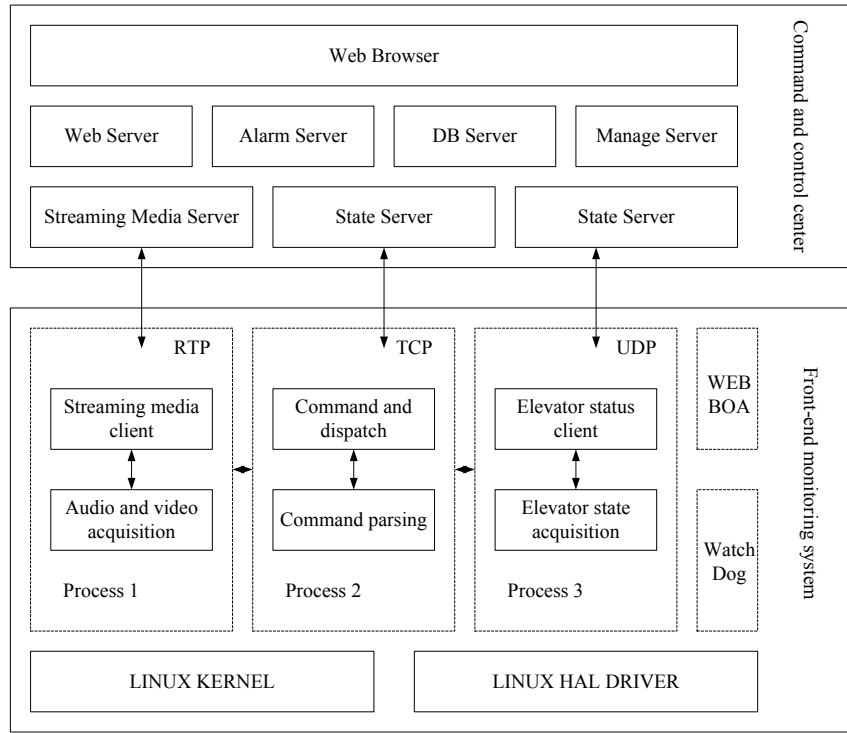 Web Browser
Web Server
Alarm Server
DB Server
Manage Server
Streaming Media Server
State Server
State Server
Command and control center
RTP
TCP
UDP
WEB
BOA
Streaming media
client
Command and
dispatch
Elevator status
client
Audio and video
acquisition
Command parsing
Elevator state
acquisition
Watch
Dog
Process 1
Process 2
Process 3
Front-end monitoring system
LINUX KERNEL
LINUX HAL DRIVER